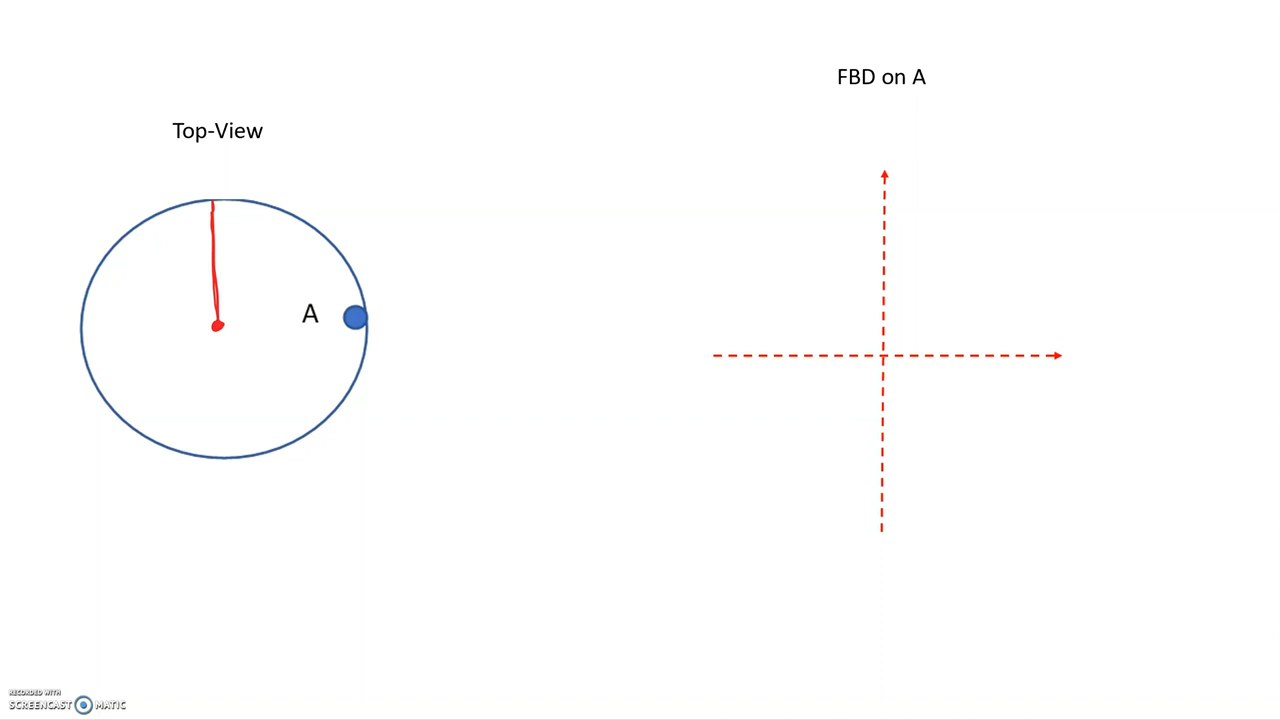 FBD on A
Top-View
A
RECORDED WITH
SCREENCAST MATIC